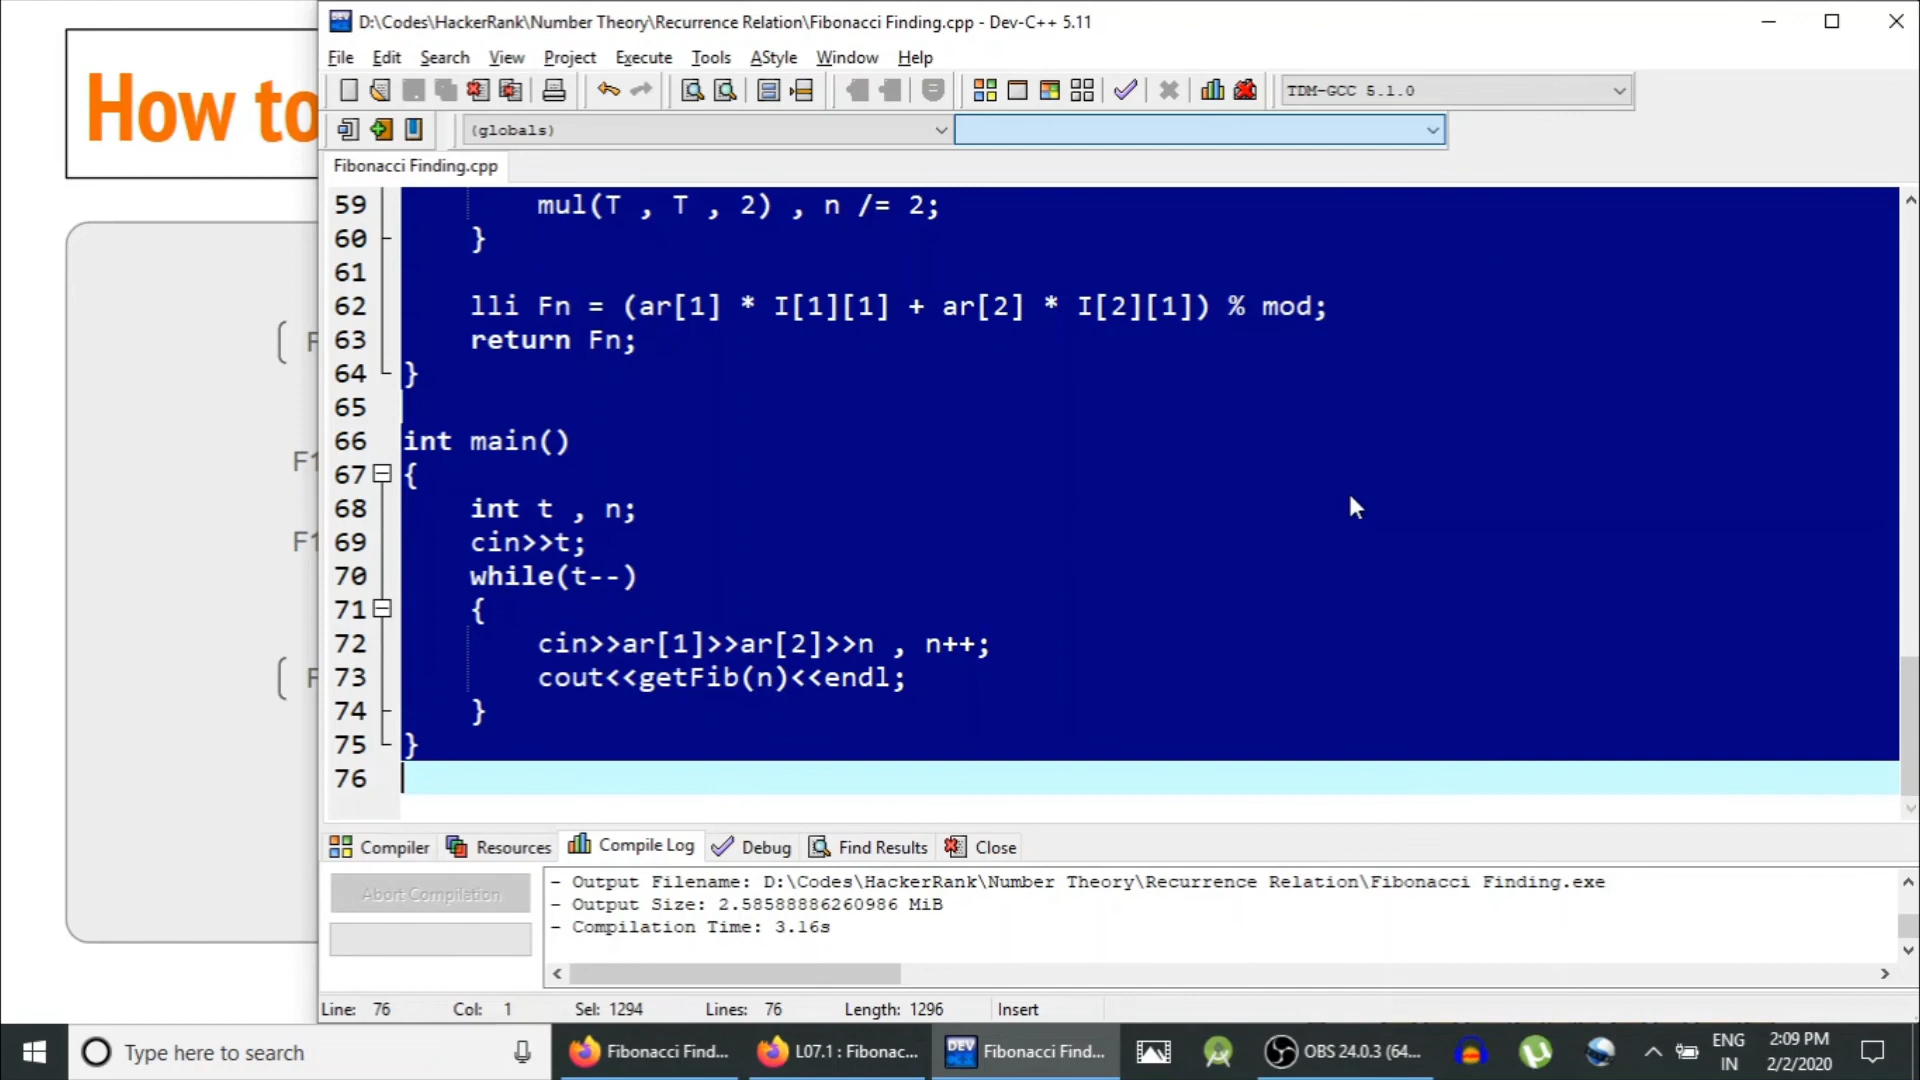 How to
D:\Codes\HackerRank\Number Theory\Recurrence Relation\Fibonacci Finding.cpp - Dev-C++ 5.11
File Edit Search View Project Execute Tools AStyle Window Help
TDM-GCC 5.1.0
(globals)
Fibonacci Finding.cpp
59 mul(T , T , 2) , n /= 2;
60 }
61
62 lli Fn = (ar[1] * I[1][1] + ar[2] * I[2][1]) % mod;
63 return Fn;
64 }
65
66 int main()
67 {
68 int t , n;
69 cin>>t;
70 while(t--)
71 {
72 cin>>ar[1]>>ar[2]>>n , n++;
73 cout<<getFib(n)<<endl;
74 }
75 }
76
( F
F1
F1
( F
Compiler Resources Compile Log Debug Find Results Close
Abort Compilation
- Output Filename: D:\Codes\HackerRank\Number Theory\Recurrence Relation\Fibonacci Finding.exe
- Output Size: 2.58588886260986 MiB
- Compilation Time: 3.16s
Line: 76 Col: 1 Sel: 1294 Lines: 76 Length: 1296 Insert
Type here to search
Fibonacci Find...
L07.1 : Fibonac...
DEV
Fibonacci Find...
OBS 24.0.3 (64...
ENG
IN
2:09 PM
2/2/2020